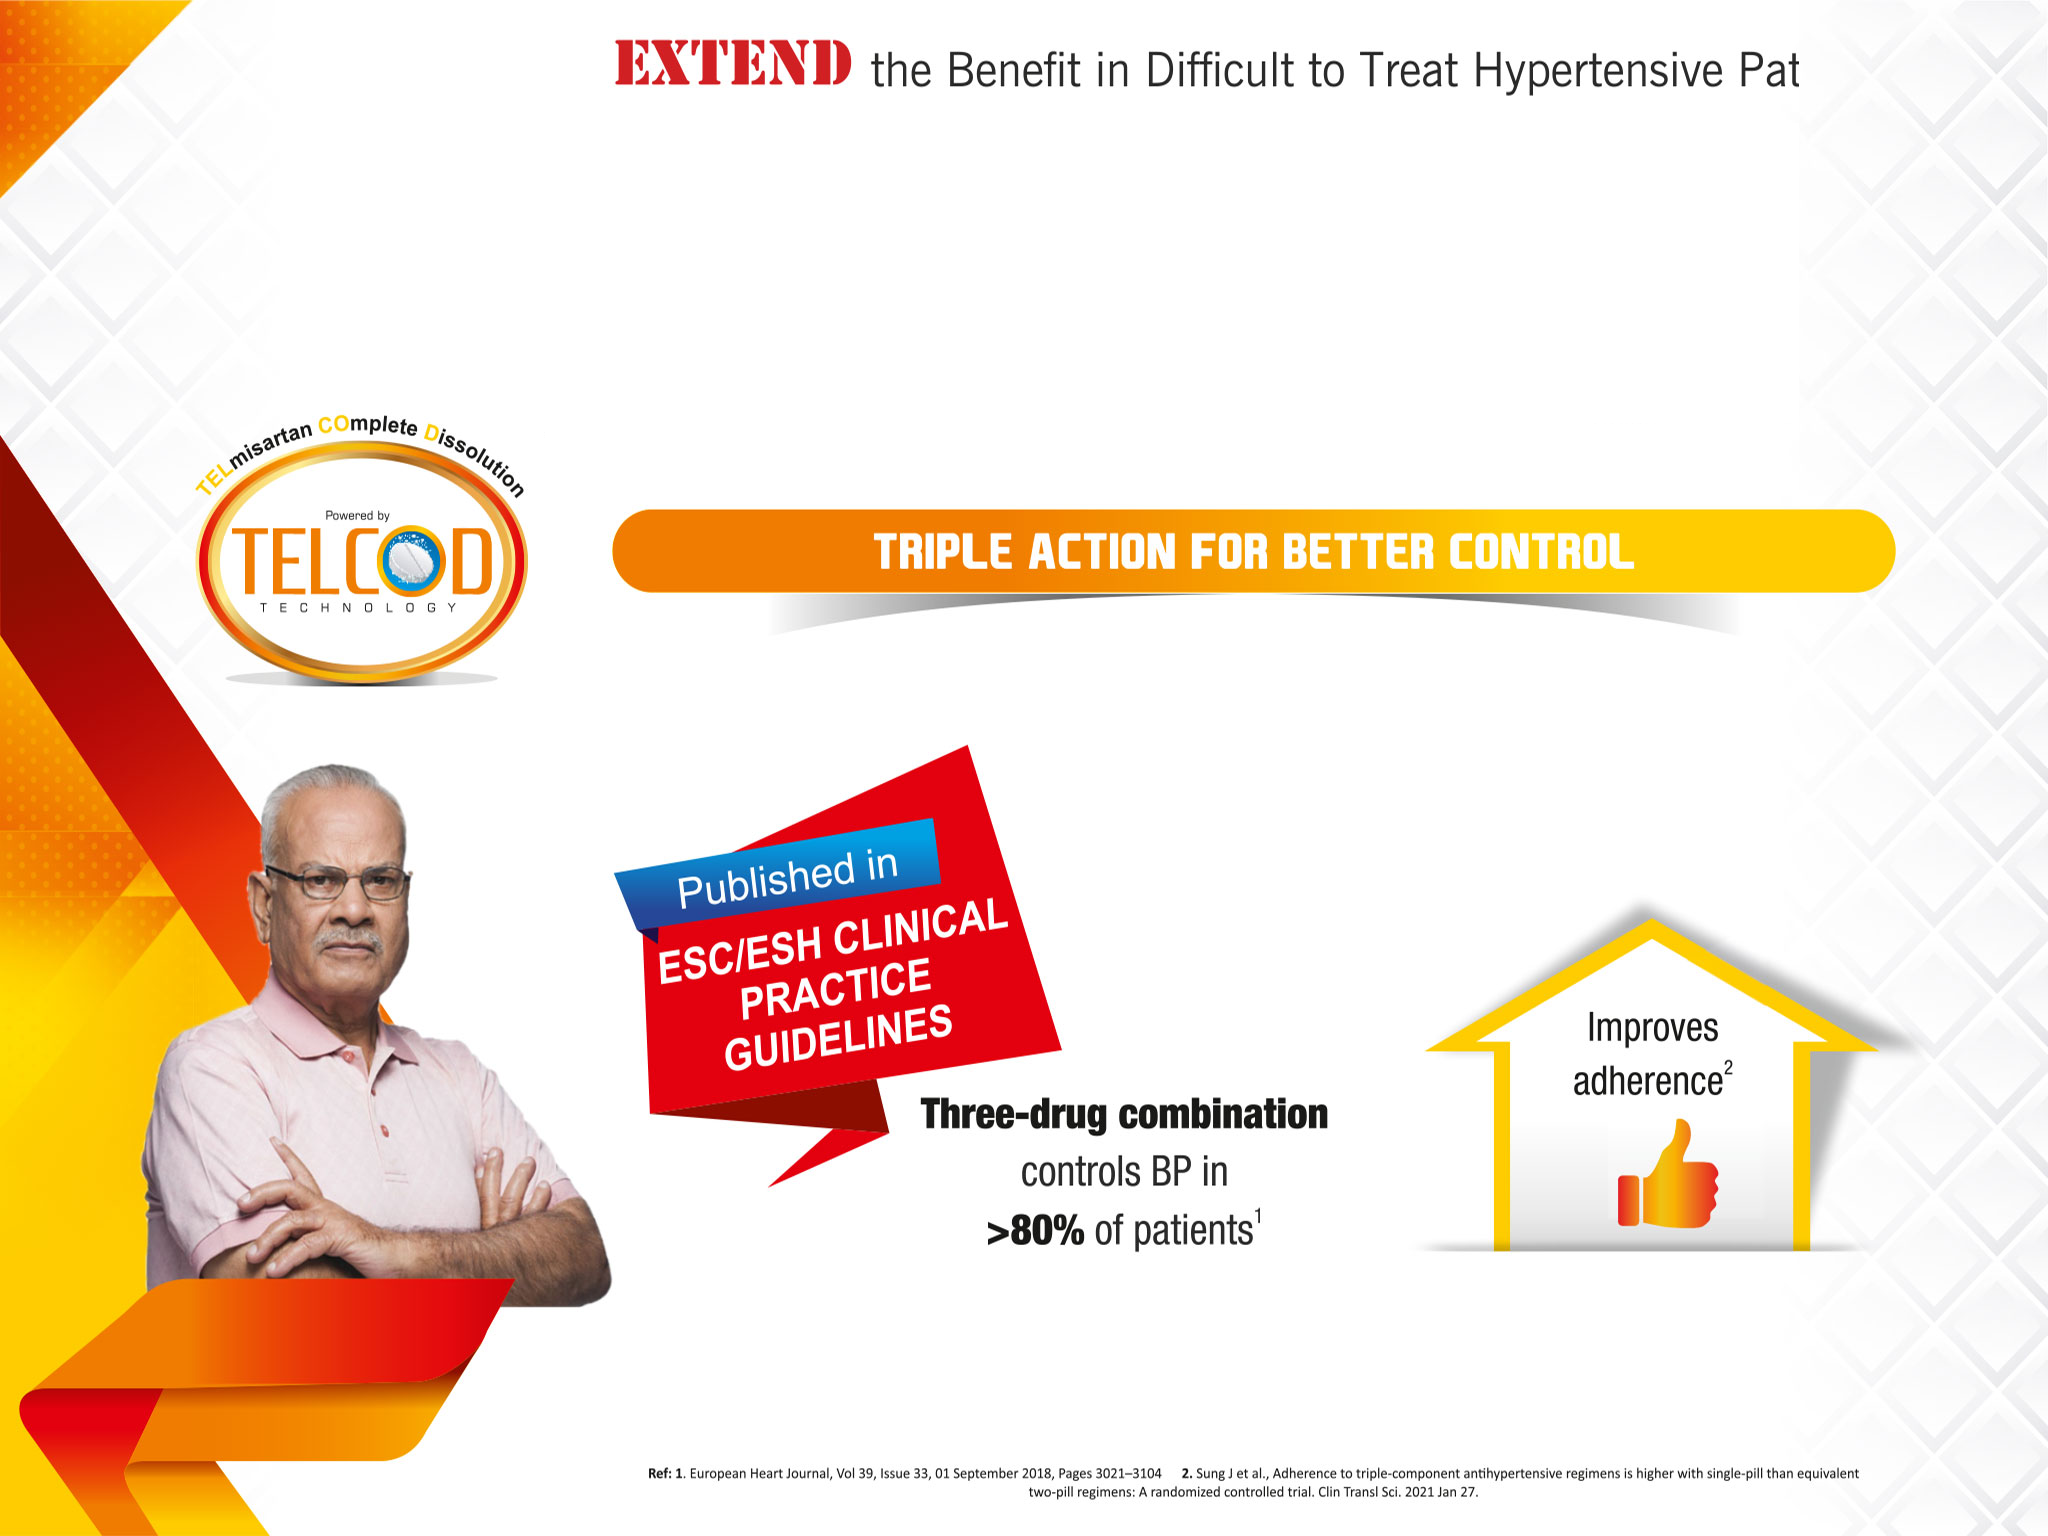 EXTEND the Benefit in Difficult to Treat Hypertensive Pat
TELmisartan COmplete Dissolution
Powered by
TELCOD
TECHNOLOGY
TRIPLE ACTION FOR BETTER CONTROL
Published in
ESC/ESH CLINICAL
PRACTICE
GUIDELINES
Three-drug combination
controls BP in
>80% of patients¹
Improves
adherence²
Ref: 1. European Heart Journal, Vol 39, Issue 33, 01 September 2018, Pages 3021–3104 2. Sung J et al., Adherence to triple-component antihypertensive regimens is higher with single-pill than equivalent
two-pill regimens: A randomized controlled trial. Clin Transl Sci. 2021 Jan 27.